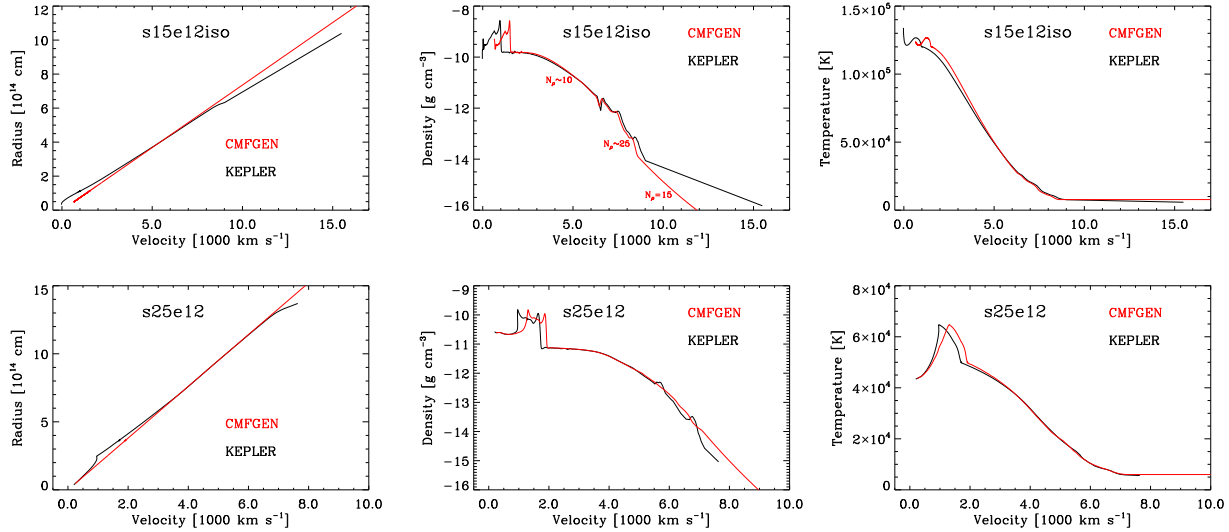 12
10
8
6
4
2
0
Radius [10^14 cm]
s15e12iso
CMFGEN
KEPLER
0.0 5.0 10.0 15.0
Velocity [1000 km s^-1]
-8
-10
-12
-14
-16
Density [g cm^-3]
s15e12iso
CMFGEN
KEPLER
N_ρ~10
N_ρ~25
N_ρ=15
0.0 5.0 10.0 15.0
Velocity [1000 km s^-1]
1.5×10^5
1.0×10^5
5.0×10^4
0
Temperature [K]
s15e12iso
CMFGEN
KEPLER
0.0 5.0 10.0 15.0
Velocity [1000 km s^-1]
15
10
5
0
Radius [10^14 cm]
s25e12
CMFGEN
KEPLER
0.0 2.0 4.0 6.0 8.0 10.0
Velocity [1000 km s^-1]
-9
-10
-11
-12
-13
-14
-15
-16
Density [g cm^-3]
s25e12
CMFGEN
KEPLER
0.0 2.0 4.0 6.0 8.0 10.0
Velocity [1000 km s^-1]
8×10^4
6×10^4
4×10^4
2×10^4
0
Temperature [K]
s25e12
CMFGEN
KEPLER
0.0 2.0 4.0 6.0 8.0 10.0
Velocity [1000 km s^-1]